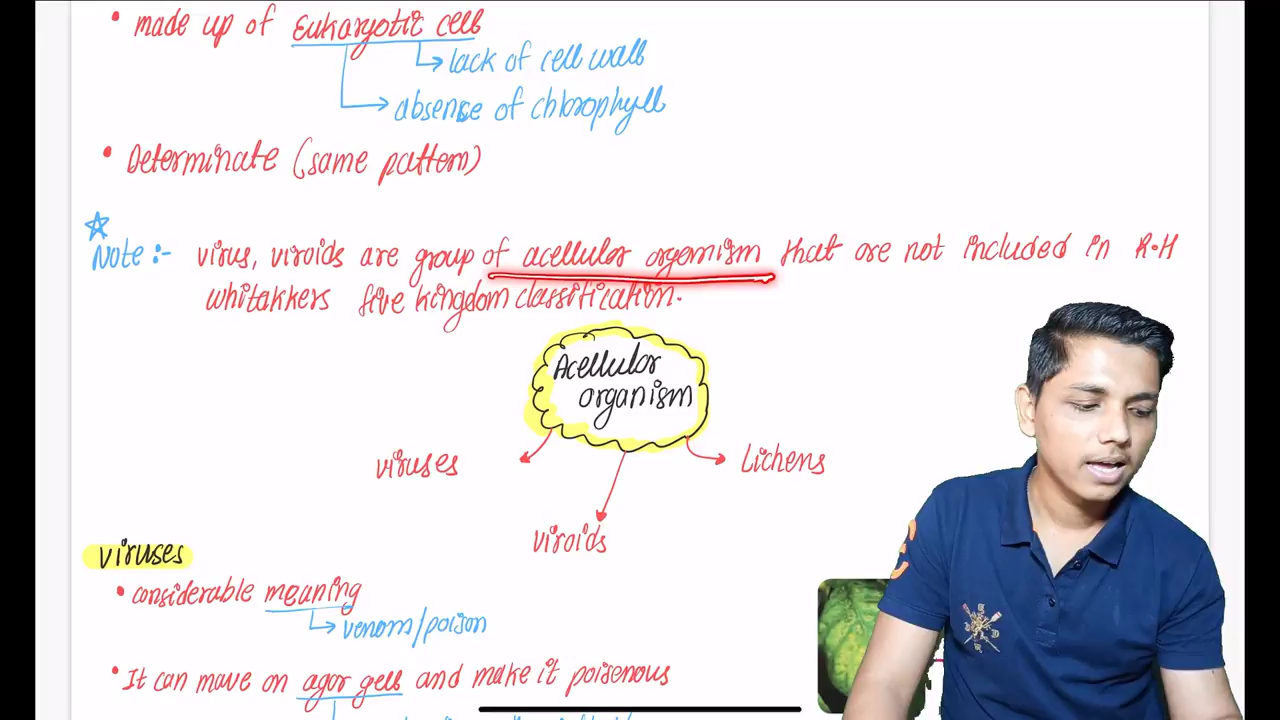 • made up of Eukaryotic cell
lack of cell wall
absence of chlorophyll
• Determinate (same pattern)
Note :- virus, viroids are group of acellular orgenism that are not included in R.H
whitakkers five kingdom classification.
Acellular
organism
viruses
Lichens
viroids
viruses
• considerable meaning
venom/poison
• It can move on agar gell and make it poisenous